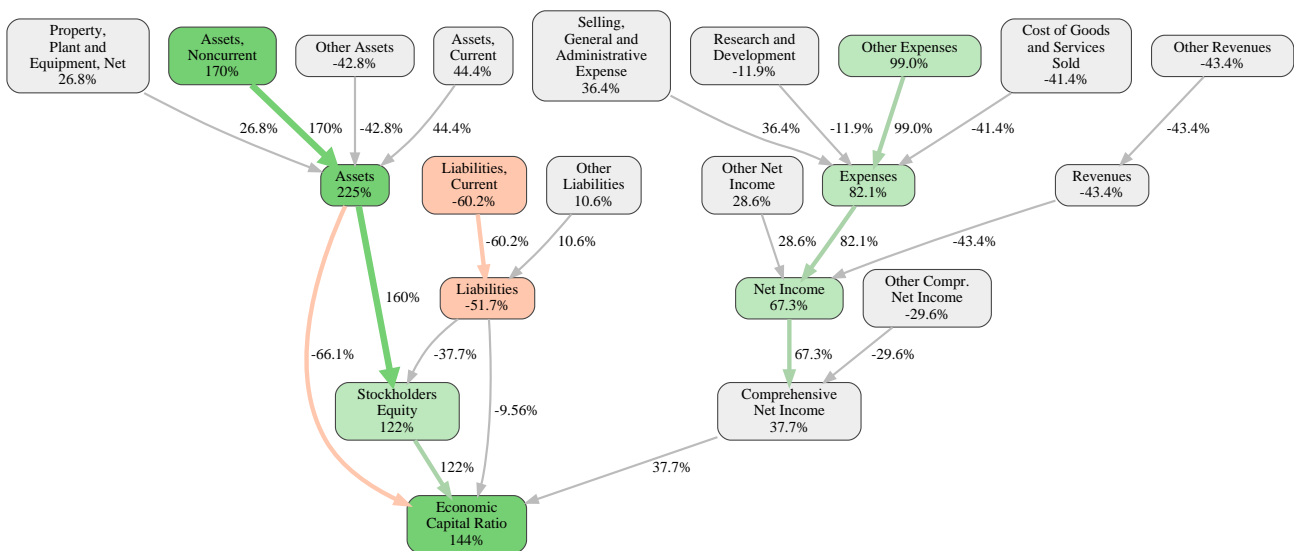 Property,
Plant and
Equipment, Net
26.8%
Assets,
Noncurrent
170%
Other Assets
-42.8%
Assets,
Current
44.4%
Selling,
General and
Administrative
Expense
36.4%
Research and
Development
-11.9%
Other Expenses
99.0%
Cost of Goods
and Services
Sold
-41.4%
Other Revenues
-43.4%
26.8%
170%
-42.8%
44.4%
36.4%
-11.9%
99.0%
-41.4%
-43.4%
Assets
225%
Liabilities,
Current
-60.2%
Other
Liabilities
10.6%
Other Net
Income
28.6%
Expenses
82.1%
Revenues
-43.4%
-60.2%
10.6%
28.6%
82.1%
-43.4%
160%
Liabilities
-51.7%
Net Income
67.3%
Other Compr.
Net Income
-29.6%
-66.1%
-37.7%
67.3%
-29.6%
Stockholders
Equity
122%
-9.56%
Comprehensive
Net Income
37.7%
122%
37.7%
Economic
Capital Ratio
144%